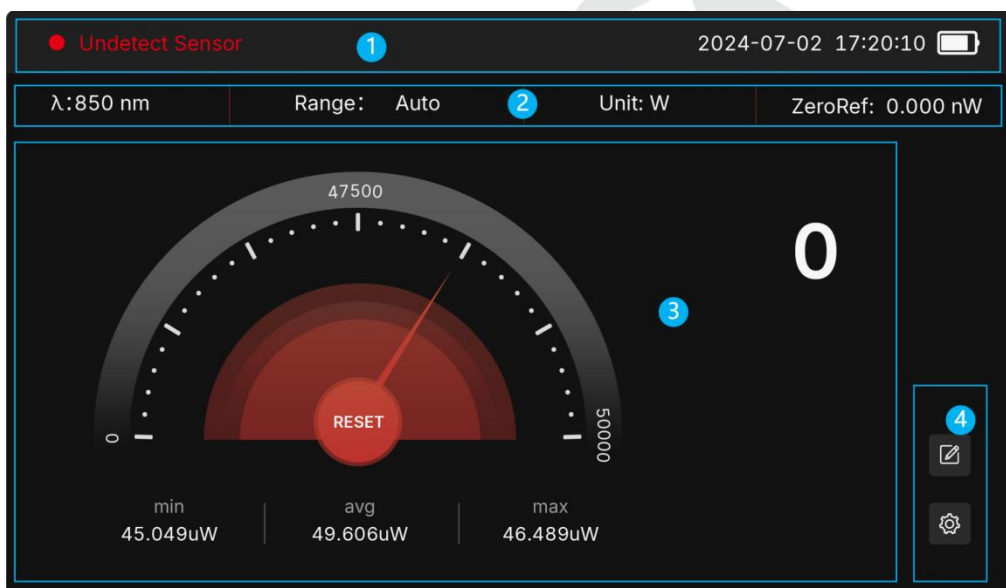 Undetect Sensor
1
2024-07-02 17:20:10
λ:850 nm
Range: Auto
2
Unit: W
ZeroRef: 0.000 nW
47500
0
3
RESET
0
50000
4
min
avg
max
45.049uW
49.606uW
46.489uW